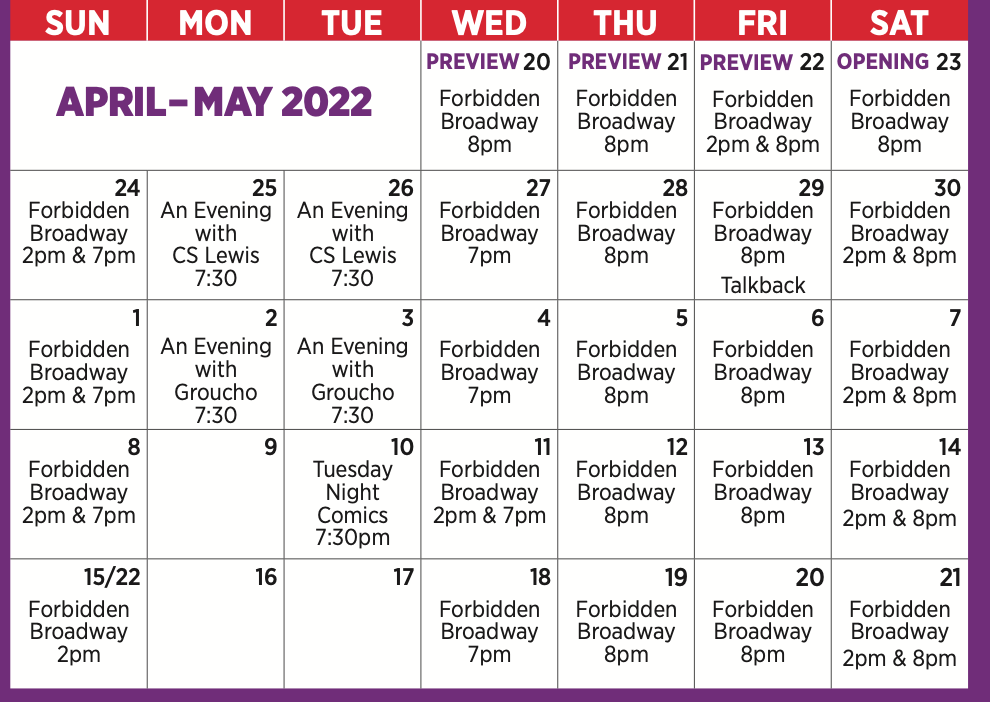 SUN MON TUE WED THU FRI SAT
APRIL–MAY 2022
PREVIEW 20
Forbidden
Broadway
8pm
PREVIEW 21
Forbidden
Broadway
8pm
PREVIEW 22
Forbidden
Broadway
2pm & 8pm
OPENING 23
Forbidden
Broadway
8pm
24
Forbidden
Broadway
2pm & 7pm
25
An Evening
with
CS Lewis
7:30
26
An Evening
with
CS Lewis
7:30
27
Forbidden
Broadway
7pm
28
Forbidden
Broadway
8pm
29
Forbidden
Broadway
8pm
Talkback
30
Forbidden
Broadway
2pm & 8pm
1
Forbidden
Broadway
2pm & 7pm
2
An Evening
with
Groucho
7:30
3
An Evening
with
Groucho
7:30
4
Forbidden
Broadway
7pm
5
Forbidden
Broadway
8pm
6
Forbidden
Broadway
8pm
7
Forbidden
Broadway
2pm & 8pm
8
Forbidden
Broadway
2pm & 7pm
9
10
Tuesday
Night
Comics
7:30pm
11
Forbidden
Broadway
2pm & 7pm
12
Forbidden
Broadway
8pm
13
Forbidden
Broadway
8pm
14
Forbidden
Broadway
2pm & 8pm
15/22
Forbidden
Broadway
2pm
16
17
18
Forbidden
Broadway
7pm
19
Forbidden
Broadway
8pm
20
Forbidden
Broadway
8pm
21
Forbidden
Broadway
2pm & 8pm